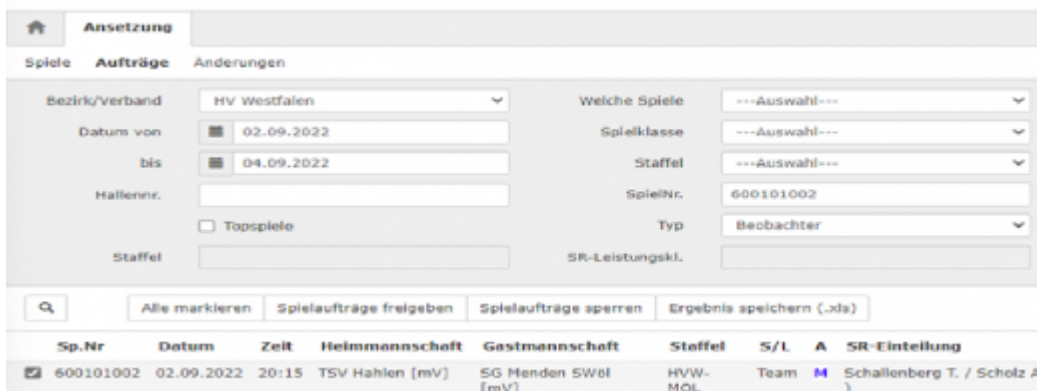 Ansetzung
Spiele Aufträge Änderungen
Bezirk/Verband HV Westfalen Welche Spiele ---Auswahl---
Datum von 02.09.2022 Spielklasse ---Auswahl---
bis 04.09.2022 Staffel ---Auswahl---
Hallennr. SpielNr. 600101002
Topspiele Typ Beobachter
Staffel SR-Leistungskl.
Alle markieren Spielaufträge freigeben Spielaufträge sperren Ergebnis speichern (.xls)
Sp.Nr Datum Zeit Heimmannschaft Gastmannschaft Staffel S/L A SR-Einteilung
600101002 02.09.2022 20:15 TSV Hahlen [mV] SG Menden SWöl HVW- Team M Schallenberg T. / Scholz A
[mV] MOL )